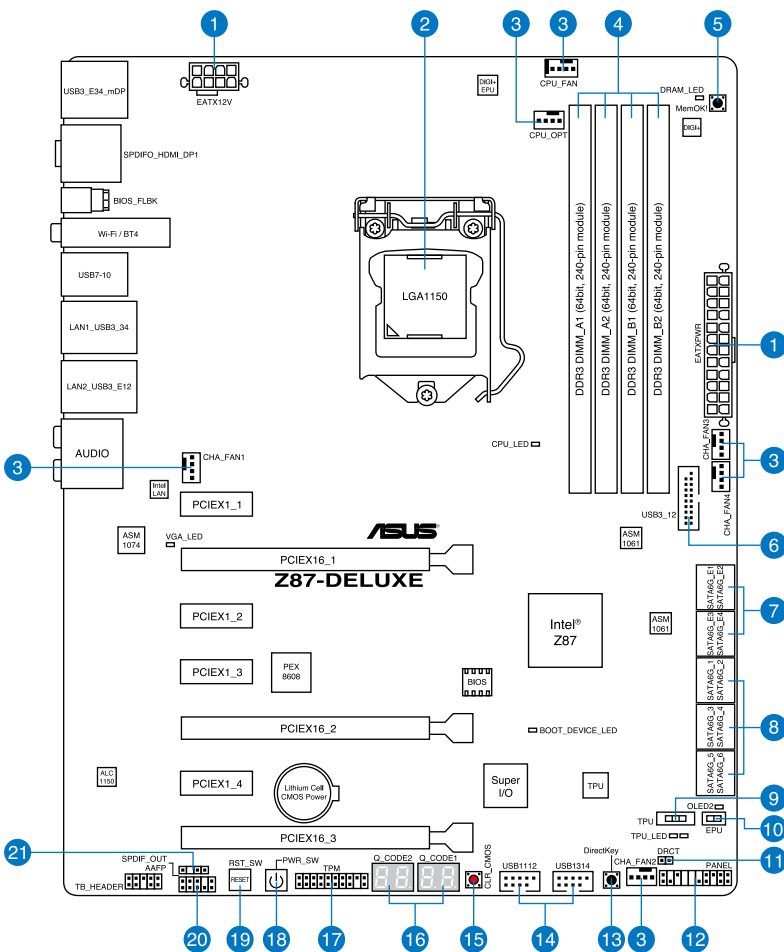 1
2
3
3
4
5
USB3_E34_mDP
EATX12V
DIGI+
EPU
CPU_FAN
DRAM_LED
MemOK!
3
CPU_OPT
DIGI+
SPDIFO_HDMI_DP1
BIOS_FLBK
Wi-Fi / BT4
USB7-10
LAN1_USB3_34
LAN2_USB3_E12
AUDIO
LGA1150
DDR3 DIMM_A1 (64bit, 240-pin module)
DDR3 DIMM_A2 (64bit, 240-pin module)
DDR3 DIMM_B1 (64bit, 240-pin module)
DDR3 DIMM_B2 (64bit, 240-pin module)
EATXPWR
1
CPU_LED
CHA_FAN3
3
CHA_FAN4
3
CHA_FAN1
Intel
LAN
PCIEX1_1
USB3_12
6
ASM
1074
VGA_LED
ASUS
ASM
1061
PCIEX16_1
Z87-DELUXE
SATA6G_E1
SATA6G_E2
7
SATA6G_E3
SATA6G_E4
PCIEX1_2
Intel®
Z87
ASM
1061
PCIEX1_3
PEX
8608
BIOS
SATA6G_1
SATA6G_2
8
SATA6G_3
SATA6G_4
PCIEX16_2
BOOT_DEVICE_LED
SATA6G_5
SATA6G_6
ALC
1150
PCIEX1_4
Lithium Cell
CMOS Power
Super
I/O
TPU
9
OLED2
TPU
EPU
10
TPU_LED
PCIEX16_3
21
SPDIF_OUT
AAFP
TB_HEADER
RST_SW
RESET
PWR_SW
TPM
Q_CODE2
Q_CODE1
88
88
CLR_CMOS
USB1112
USB1314
DirectKey
CHA_FAN2
DRCT
11
PANEL
20
19
18
17
16
15
14
13
3
12